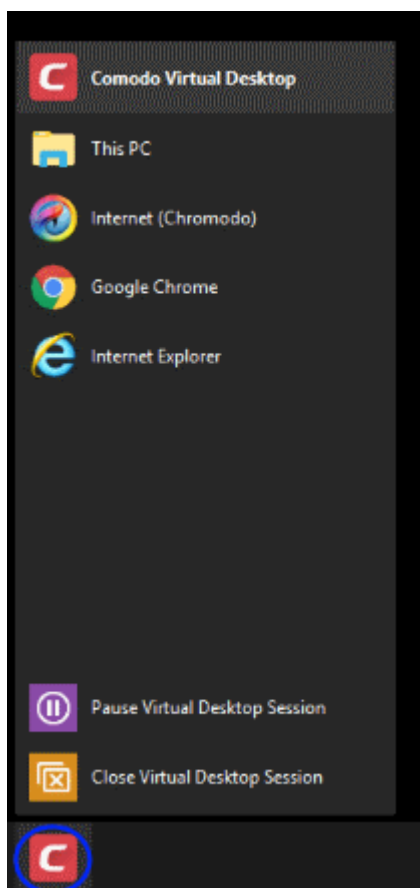 Comodo Virtual Desktop
This PC
Internet (Chromodo)
Google Chrome
Internet Explorer
Pause Virtual Desktop Session
Close Virtual Desktop Session